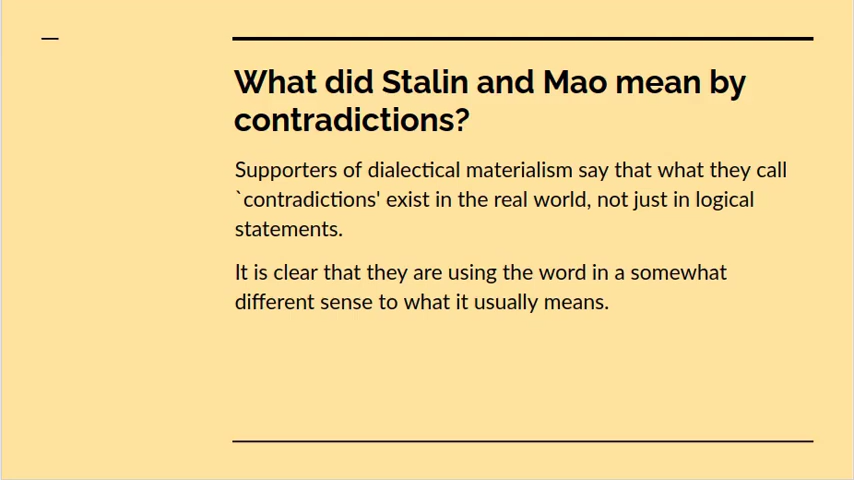 What did Stalin and Mao mean by
contradictions?
Supporters of dialectical materialism say that what they call
`contradictions' exist in the real world, not just in logical
statements.
It is clear that they are using the word in a somewhat
different sense to what it usually means.